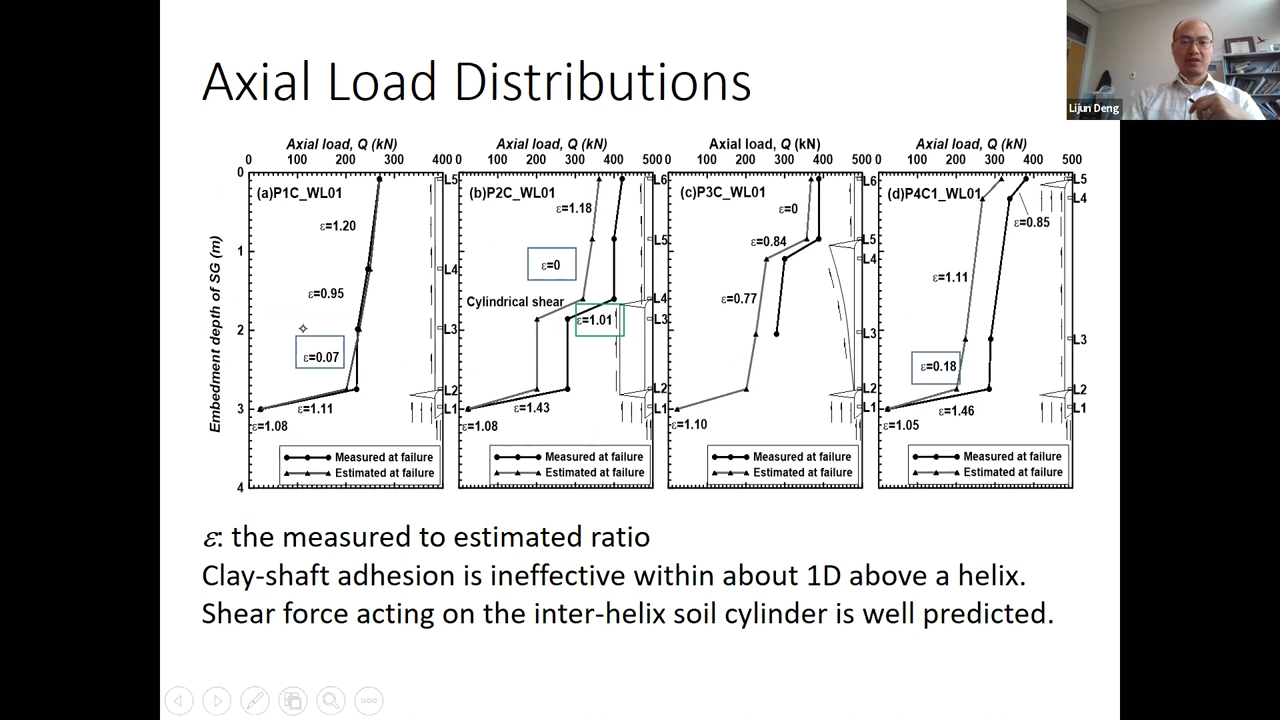 Axial Load Distributions
Lijun Deng
Axial load, Q (kN)
Axial load, Q (kN)
Axial load, Q (kN)
Axial load, Q (kN)
0 100 200 300 400
0 100 200 300 400 500
0 100 200 300 400 500
0 100 200 300 400 500
Embedment depth of SG (m)
0
1
2
3
4
(a)P1C_WL01
ε=1.20
ε=0.95
ε=0.07
ε=1.11
ε=1.08
L5
L4
L3
L2
L1
Measured at failure
Estimated at failure
(b)P2C_WL01
ε=1.18
ε=0
Cylindrical shear
ε=1.01
ε=1.43
ε=1.08
L6
L5
L4
L3
L2
L1
Measured at failure
Estimated at failure
(c)P3C_WL01
ε=0
ε=0.84
ε=0.77
ε=1.10
L6
L5
L4
L3
L2
L1
Measured at failure
Estimated at failure
(d)P4C1_WL01
ε=0.85
ε=1.11
ε=0.18
ε=1.46
ε=1.05
L5
L4
L3
L2
L1
Measured at failure
Estimated at failure
ε: the measured to estimated ratio
Clay-shaft adhesion is ineffective within about 1D above a helix.
Shear force acting on the inter-helix soil cylinder is well predicted.